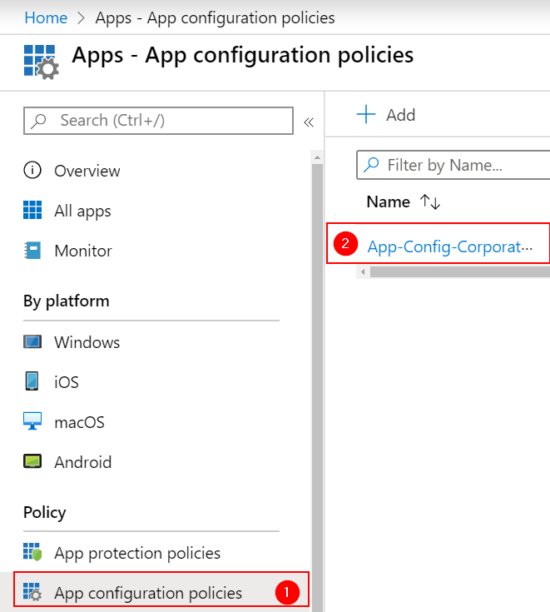 Home > Apps - App configuration policies
Apps - App configuration policies
Search (Ctrl+/)
«
Overview
All apps
Monitor
By platform
Windows
iOS
macOS
Android
Policy
App protection policies
App configuration policies 1
+ Add
Filter by Name...
Name ↑↓
2 App-Config-Corporat...